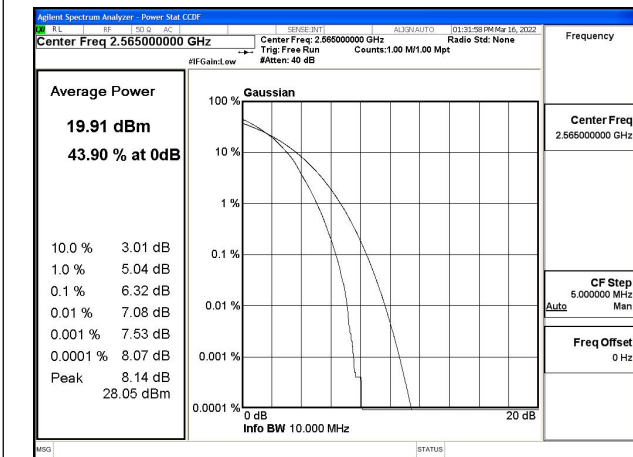 Agilent Spectrum Analyzer - Power Stat CCDF
RL RF 50 Ω AC SENSE:INT ALIGNAUTO 01:31:58 PM Mar 16, 2022
Center Freq 2.565000000 GHz
Center Freq: 2.565000000 GHz Radio Std: None
Trig: Free Run Counts:1.00 M/1.00 Mpt
#IFGain:Low #Atten: 40 dB
Frequency
Average Power
19.91 dBm
43.90 % at 0dB
10.0 % 3.01 dB
1.0 % 5.04 dB
0.1 % 6.32 dB
0.01 % 7.08 dB
0.001 % 7.53 dB
0.0001 % 8.07 dB
Peak 8.14 dB
28.05 dBm
Gaussian
100 %
10 %
1 %
0.1 %
0.01 %
0.001 %
0.0001 %
0 dB 20 dB
Info BW 10.000 MHz
Center Freq
2.565000000 GHz
CF Step
5.000000 MHz
Auto Man
Freq Offset
0 Hz
MSG STATUS